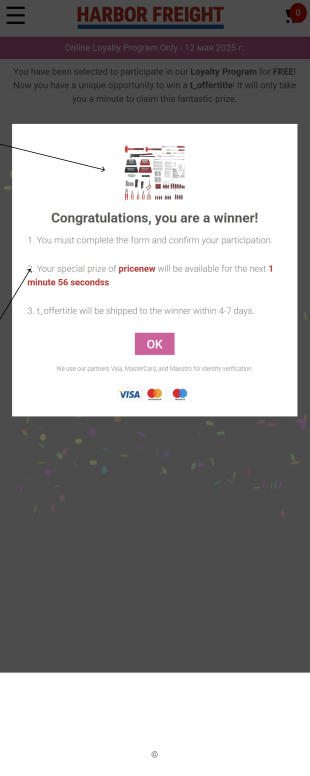 HARBOR FREIGHT
0
Online Loyalty Program Only - 12 мая 2025 г.
You have been selected to participate in our Loyalty Program for FREE!
Now you have a unique opportunity to win a t_offertitle! It will only take
you a minute to claim this fantastic prize.
Congratulations, you are a winner!
1. You must complete the form and confirm your participation.
2. Your special prize of pricenew will be available for the next 1
minute 56 secondss
3. t_offertitle will be shipped to the winner within 4-7 days.
OK
We use our partners Visa, MasterCard, and Maestro for identity verification.
VISA
©